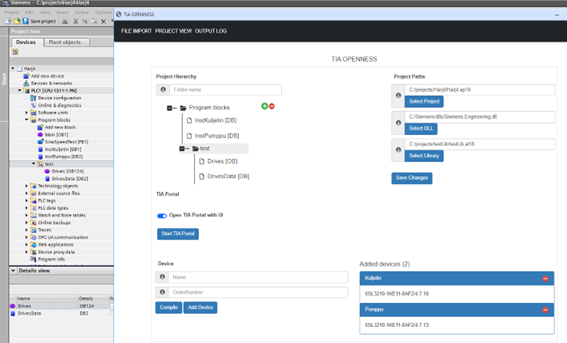 Siemens - C:\projects\Harj4\Harj4
Project Edit View Insert Online Options
Save project
Project tree
Devices Plant objects
Start
Harj4
Add new device
Devices & networks
PLC1 [CPU 1511-1 PN]
Device configuration
Online & diagnostics
Software units
Program blocks
Add new block
Main [OB1]
SineSpeedTest [FB1]
InstKuljetin [DB1]
InstPumppu [DB2]
test
Drives [OB124]
DrivesData [DB2]
Technology objects
External source files
PLC tags
PLC data types
Watch and force tables
Online backups
Traces
OPC UA communication
Web applications
Device proxy data
Program info
Details view
Name Details
Drives OB124
DrivesData DB2
TIA OPENNESS
FILE IMPORT PROJECT VIEW OUTPUT LOG
TIA OPENNESS
Project Hierarchy
Folder name
Program blocks
InstKuljetin [DB]
InstPumppu [DB]
test
Drives [OB]
DrivesData [DB]
TIA Portal
Open TIA Portal with UI
Start TIA Portal
Device
Name
OrderNumber
Compile Add Device
Project Paths
C:/projects/Harj4/Harj4.ap18
Select Project
C:/Siemens/dlls/Siemens.Engineering.dll
Select DLL
Select Library
Save Changes
Added devices (2)
Kuljetin
6SL3210-1KE11-8AF2/4.7.10
Pumppu
6SL3210-1KE11-8AF2/4.7.13